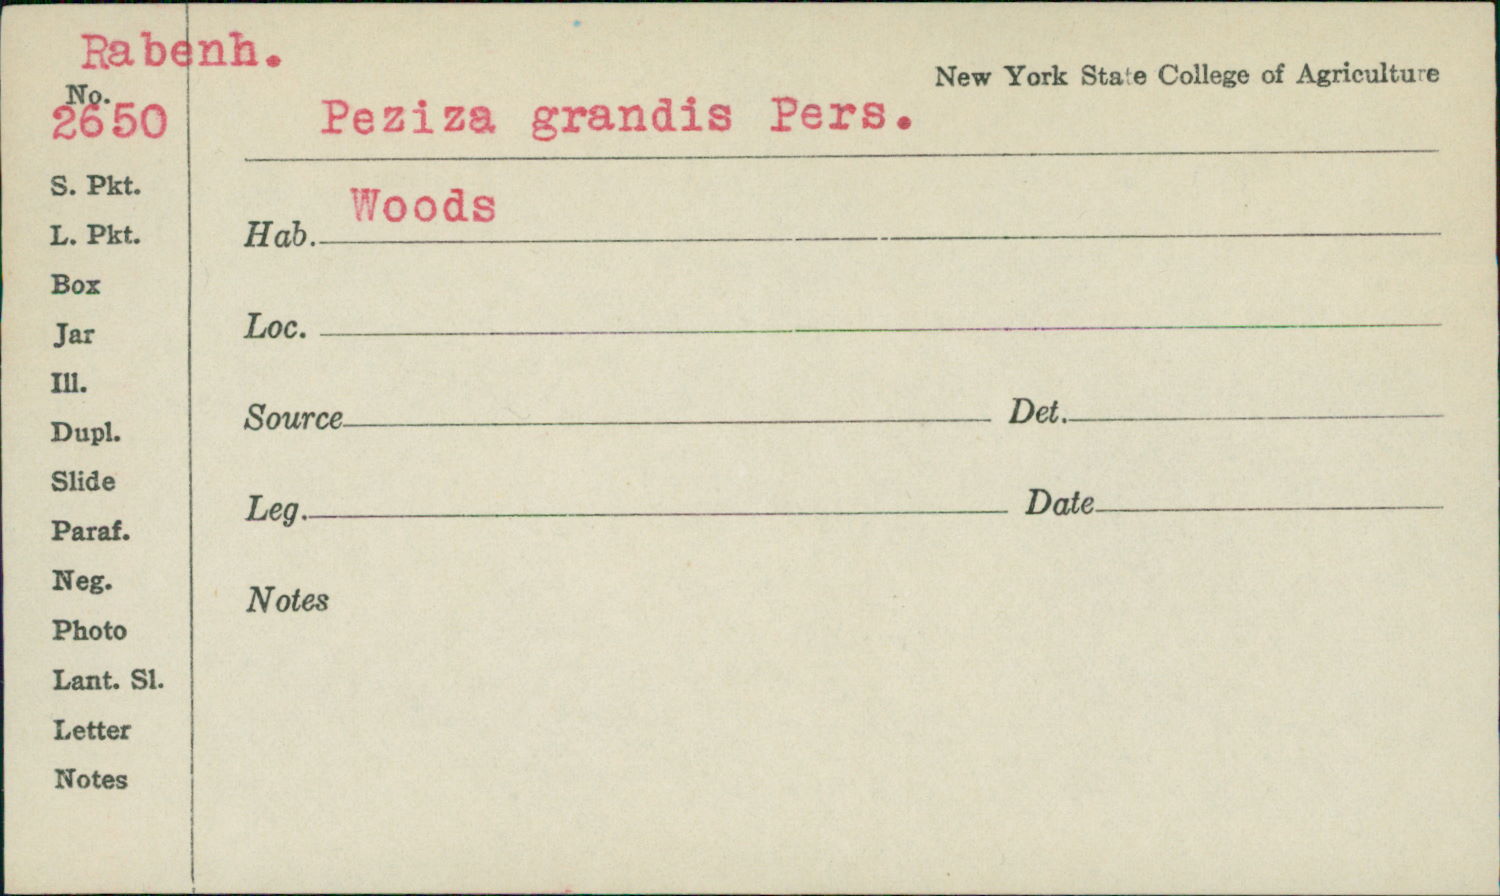 Rabenh.
New York State College of Agriculture
No.
2650
Peziza grandis Pers.
S. Pkt.
Woods
L. Pkt.
Hab.
Box
Jar
Loc.
Ill.
Dupl.
Source
Det.
Slide
Leg.
Date
Paraf.
Neg.
Notes
Photo
Lant. Sl.
Letter
Notes